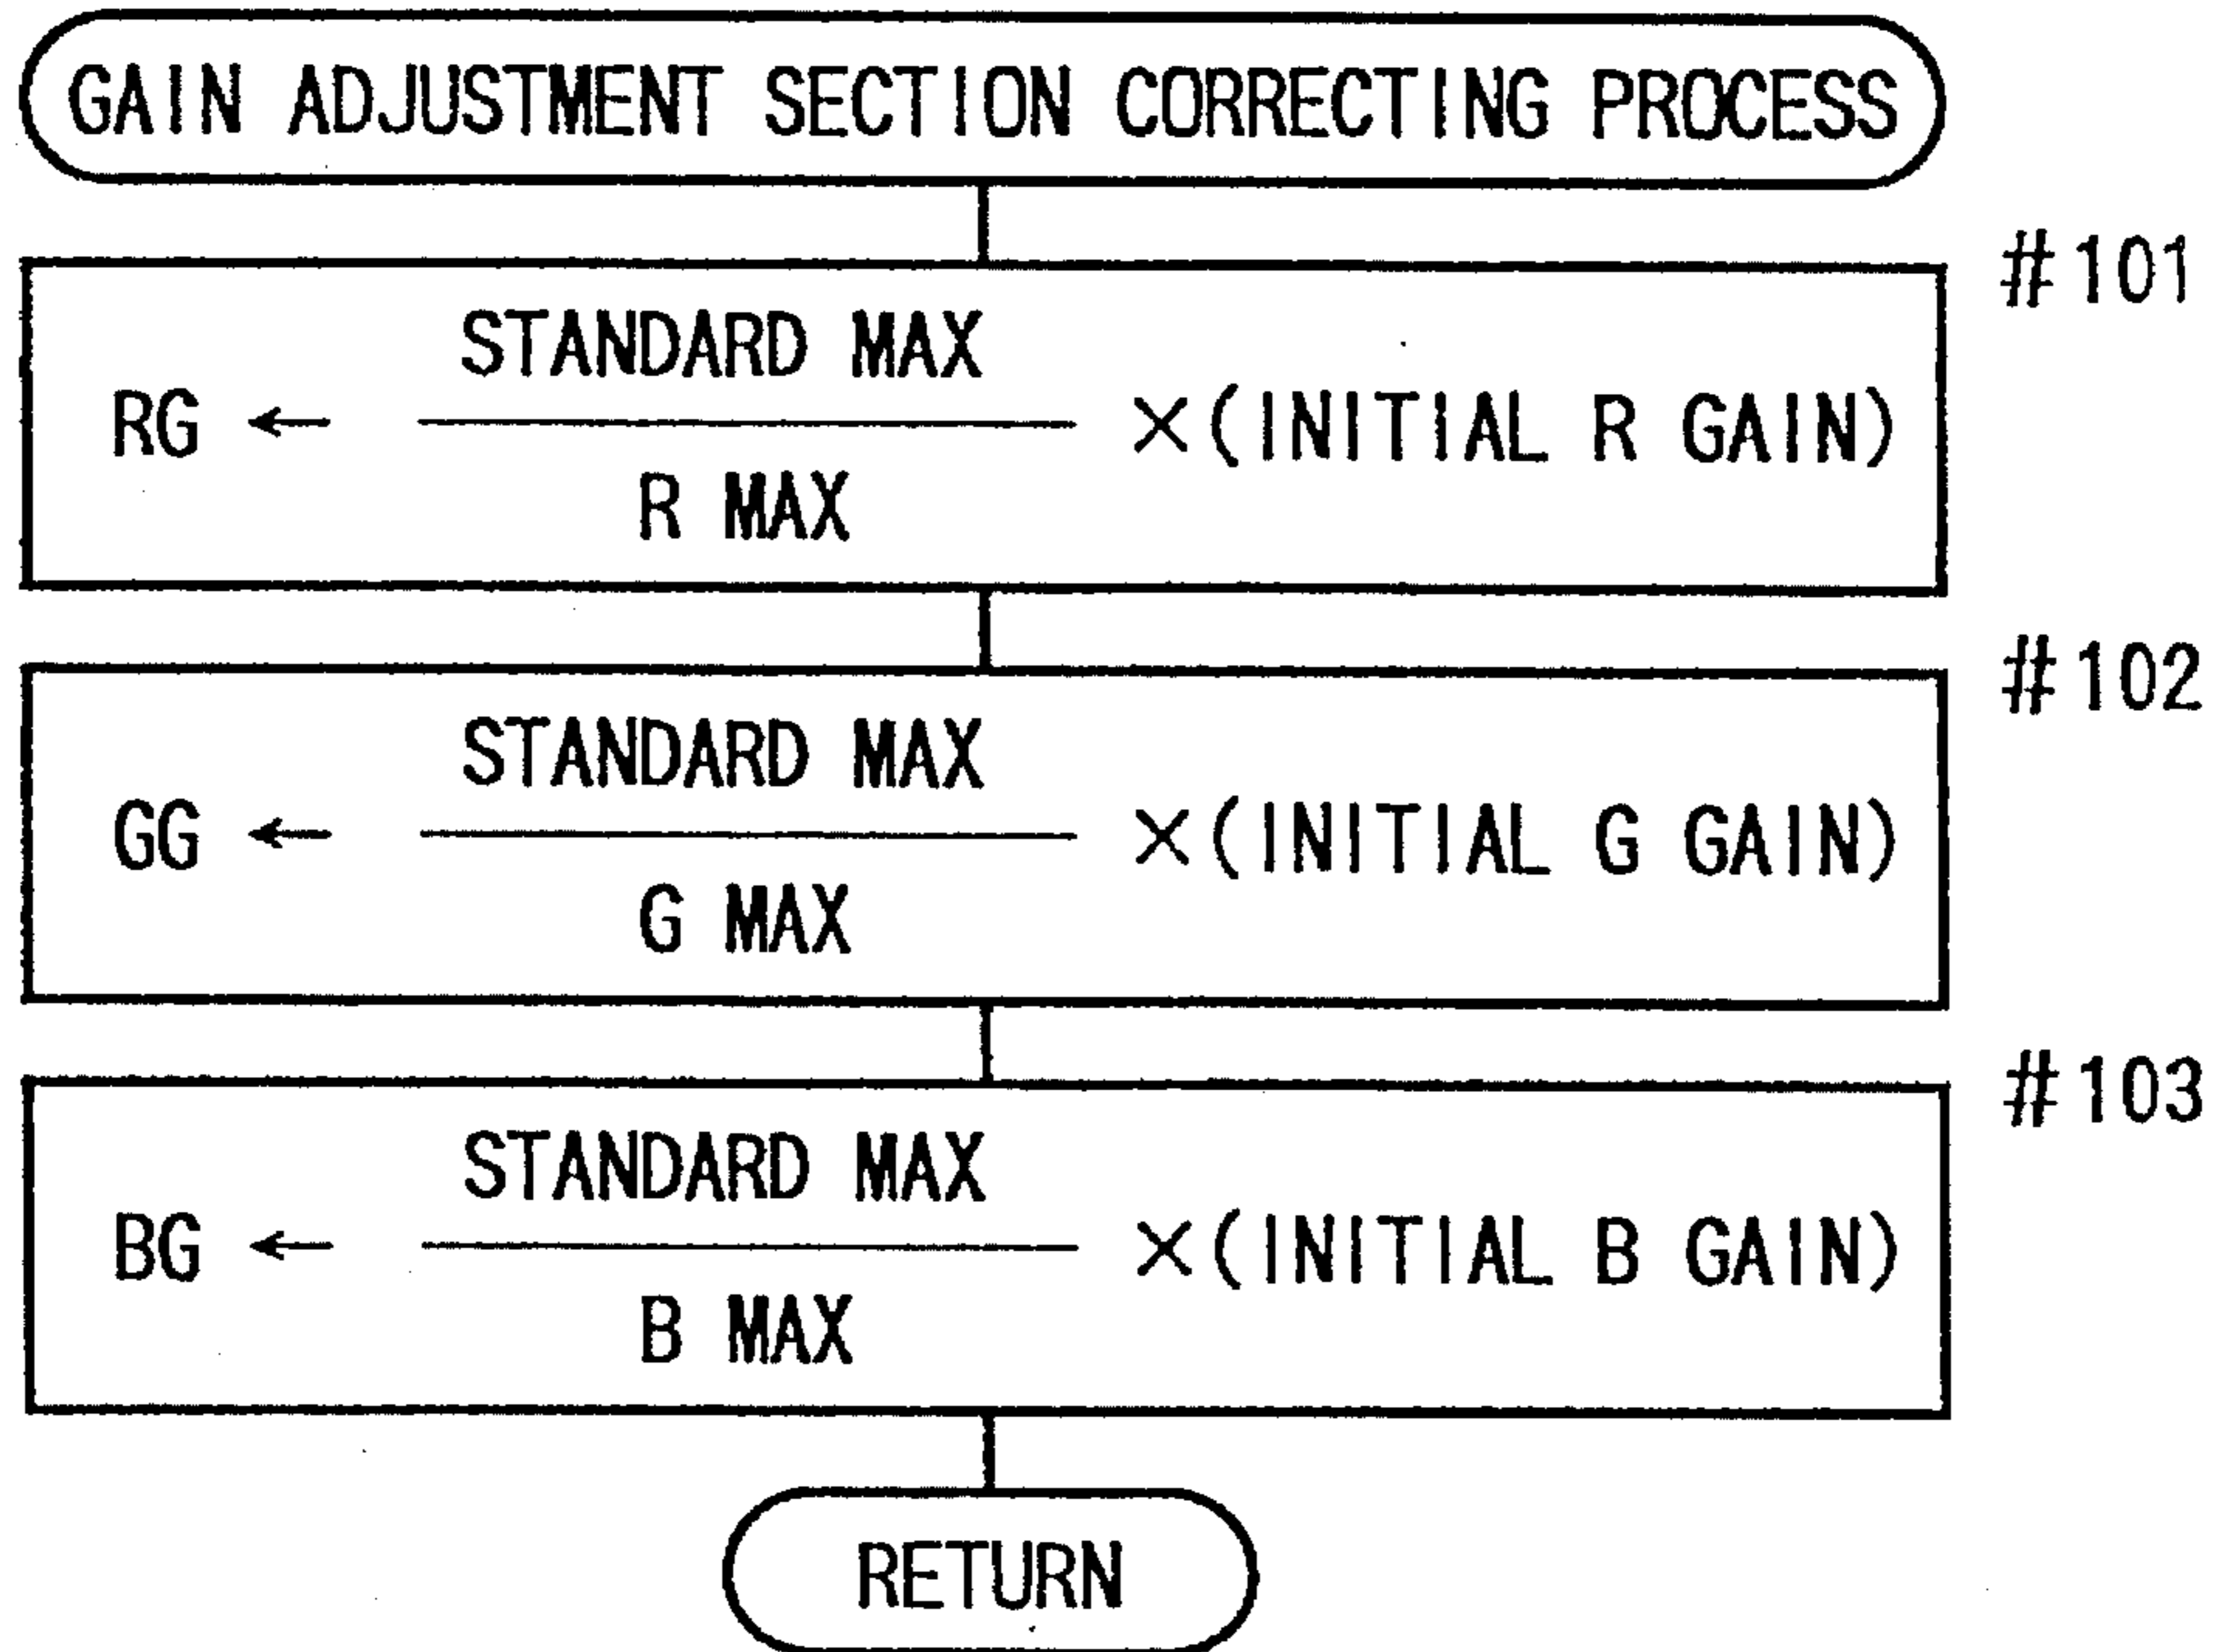 GAIN ADJUSTMENT SECTION CORRECTING PROCESS
#101
STANDARD MAX
RG ← ×(INITIAL R GAIN)
R MAX
#102
STANDARD MAX
GG ← ×(INITIAL G GAIN)
G MAX
#103
STANDARD MAX
BG ← ×(INITIAL B GAIN)
B MAX
RETURN